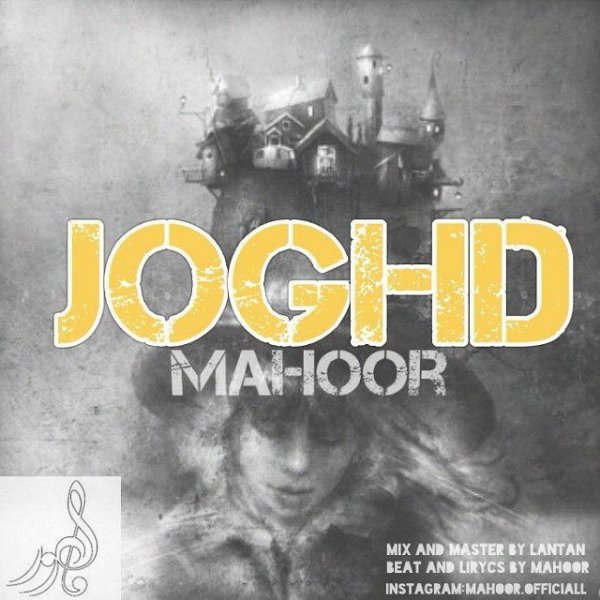 JOGHD
MAHOOR
MIX AND MASTER BY LANTAN
BEAT AND LIRYCS BY MAHOOR
INSTAGRAM:MAHOOR.OFFICIALL